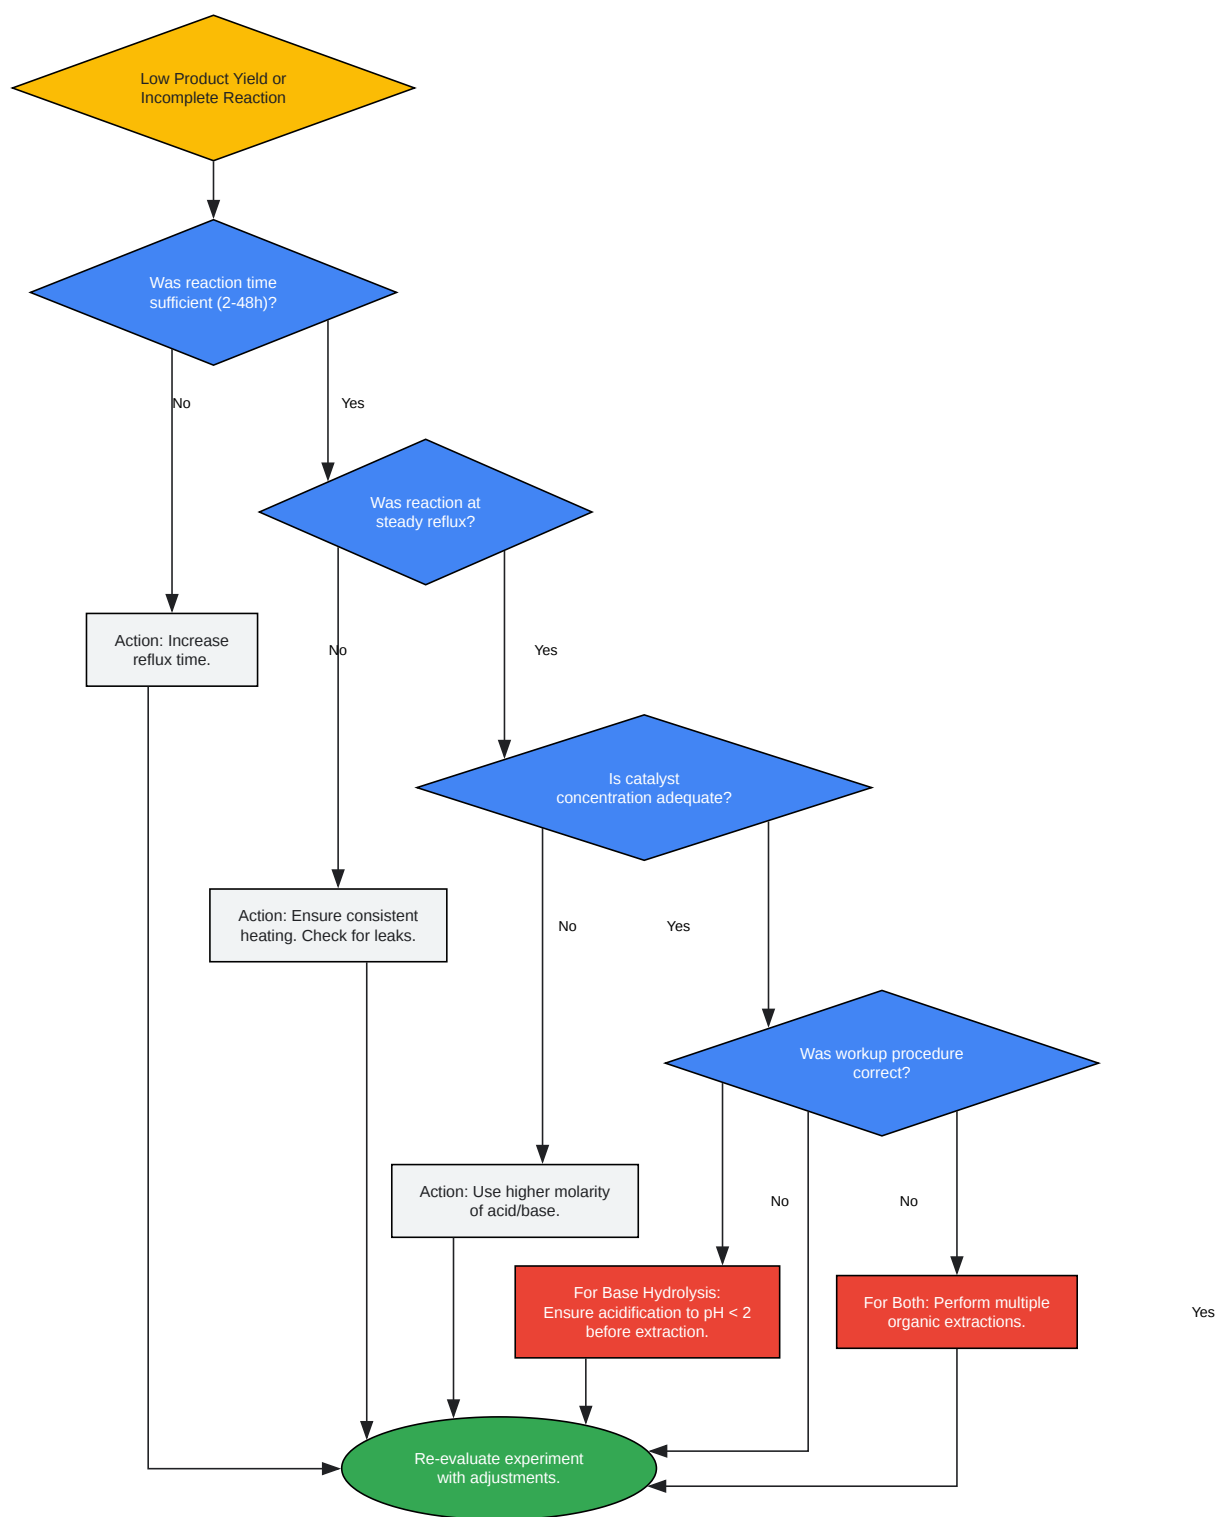 Low Product Yield or
Incomplete Reaction
Was reaction time
sufficient (2-48h)?
No
Yes
Was reaction at
steady reflux?
Action: Increase
reflux time.
No
Yes
Is catalyst
concentration adequate?
Action: Ensure consistent
heating. Check for leaks.
No
Yes
Was workup procedure
correct?
Action: Use higher molarity
of acid/base.
No
No
For Base Hydrolysis:
Ensure acidification to pH < 2
before extraction.
For Both: Perform multiple
organic extractions.
Yes
Re-evaluate experiment
with adjustments.